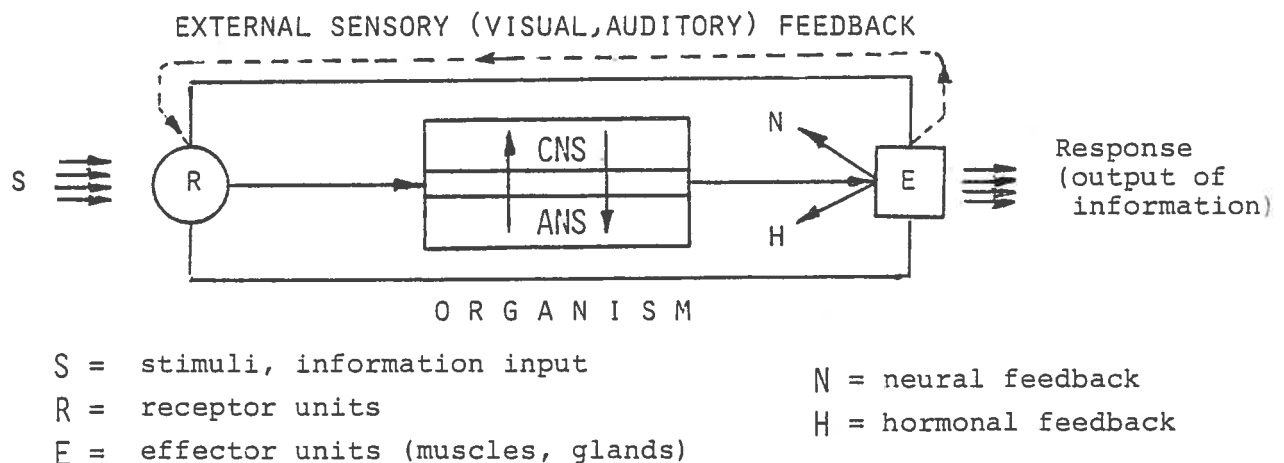 EXTERNAL SENSORY (VISUAL,AUDITORY) FEEDBACK
S
R
CNS
ANS
N
H
E
Response
(output of
information)
ORGANISM
S = stimuli, information input
R = receptor units
E = effector units (muscles, glands)
N = neural feedback
H = hormonal feedback